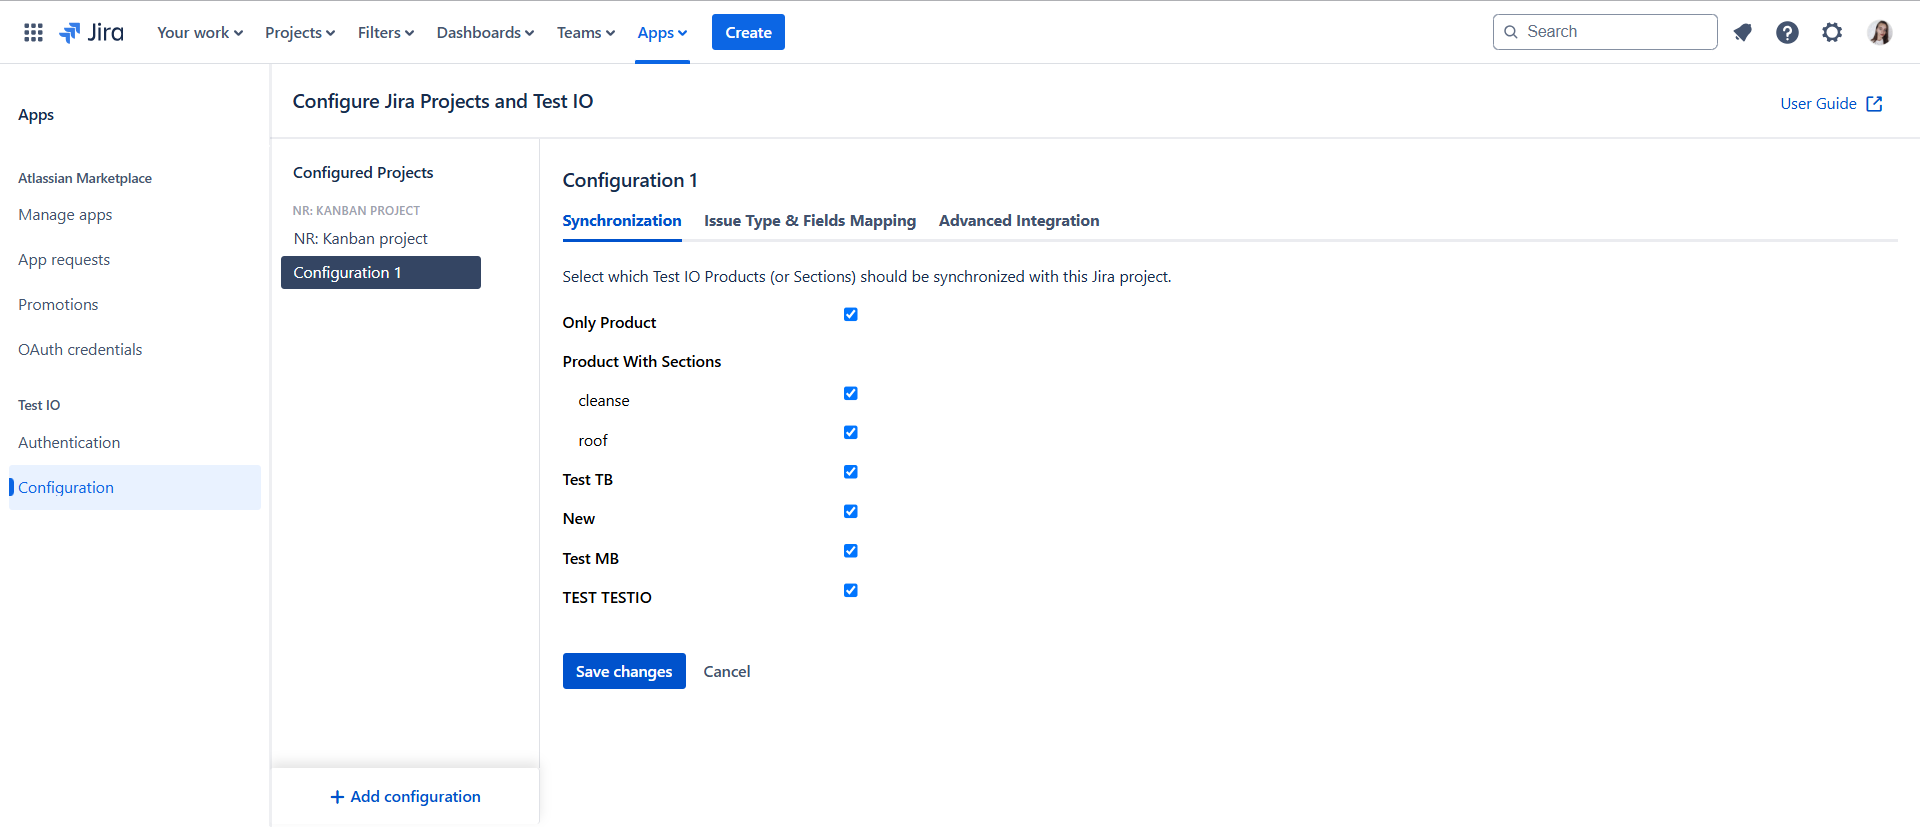 Jira Your work Projects Filters Dashboards Teams Apps Create Search
Apps
Atlassian Marketplace
Manage apps
App requests
Promotions
OAuth credentials
Test IO
Authentication
Configuration
Configure Jira Projects and Test IO
User Guide
Configured Projects
NR: KANBAN PROJECT
NR: Kanban project
Configuration 1
Add configuration
Configuration 1
Synchronization Issue Type & Fields Mapping Advanced Integration
Select which Test IO Products (or Sections) should be synchronized with this Jira project.
Only Product
Product With Sections
cleanse
roof
Test TB
New
Test MB
TEST TESTIO
Save changes Cancel